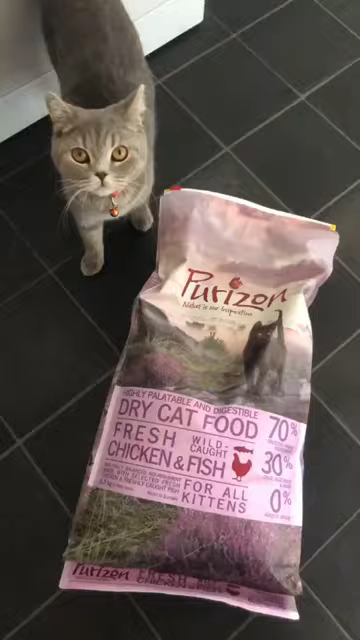 Purizon
Nature is our Inspiration
HIGHLY PALATABLE AND DIGESTIBLE
DRY CAT FOOD
70%
FRESH
WILD-
CAUGHT
CHICKEN & FISH
30%
FOR ALL
KITTENS
0%
Purizon FRESH